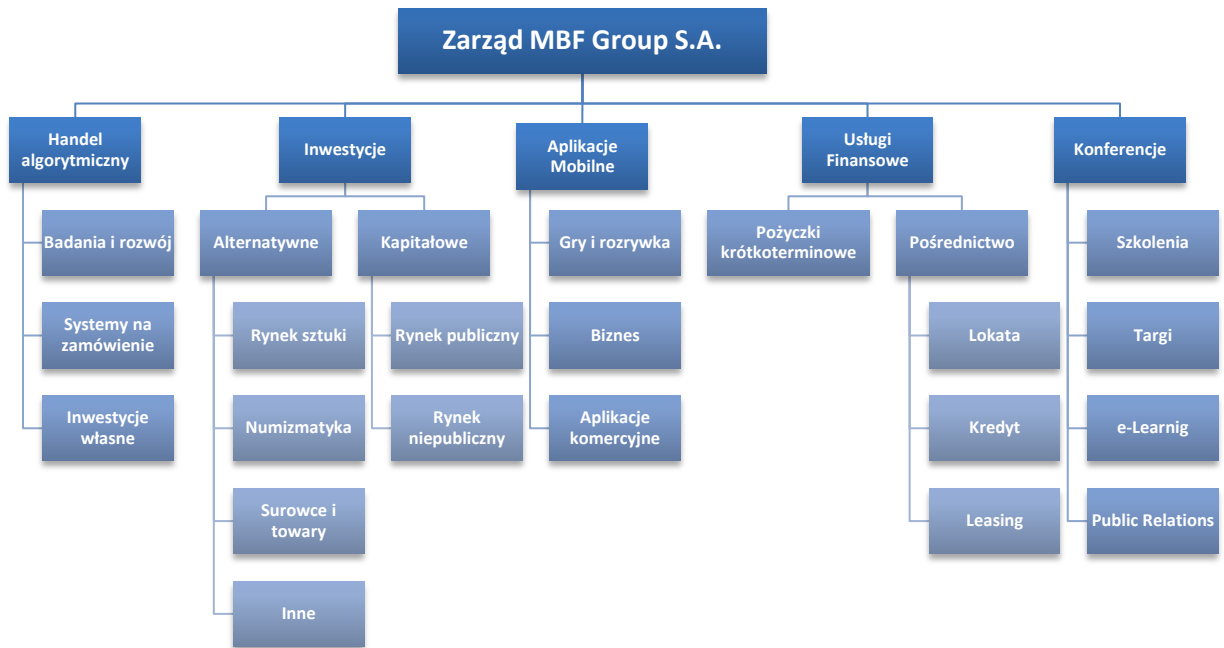 Zarząd MBF Group S.A.
Handel
algorytmiczny
Inwestycje
Aplikacje
Mobilne
Usługi
Finansowe
Konferencje
Badania i rozwój
Alternatywne
Kapitałowe
Gry i rozrywka
Pożyczki
krótkoterminowe
Pośrednictwo
Szkolenia
Systemy na
zamówienie
Rynek sztuki
Rynek publiczny
Biznes
Lokata
Targi
Inwestycje
własne
Numizmatyka
Rynek
niepubliczny
Aplikacje
komercyjne
Kredyt
e-Learnig
Surowce i
towary
Leasing
Public Relations
Inne